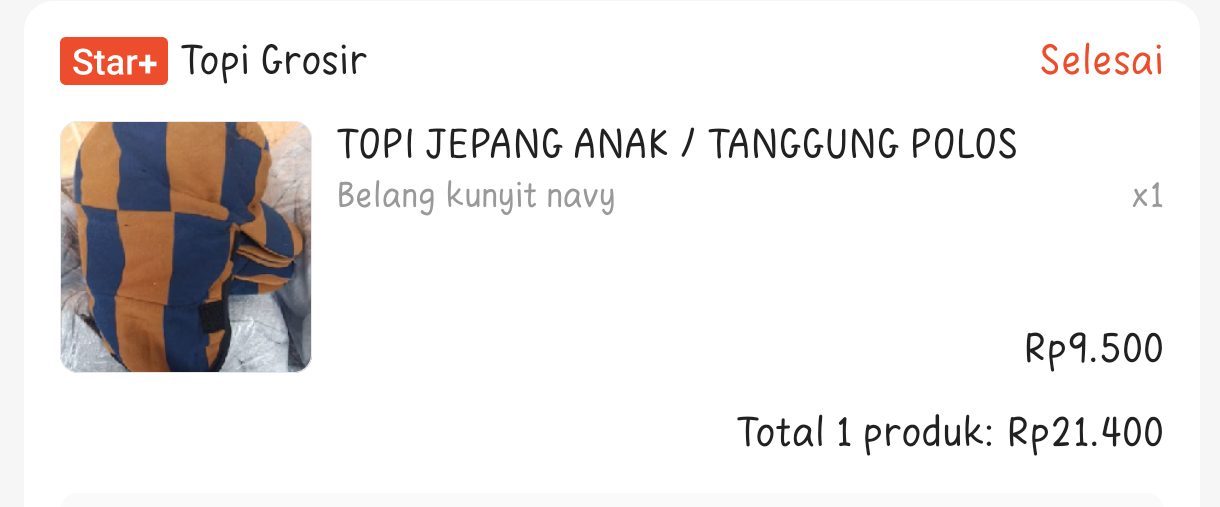 Star+ Topi Grosir Selesai
TOPI JEPANG ANAK / TANGGUNG POLOS
Belang kunyit navy x1
Rp9.500
Total 1 produk: Rp21.400